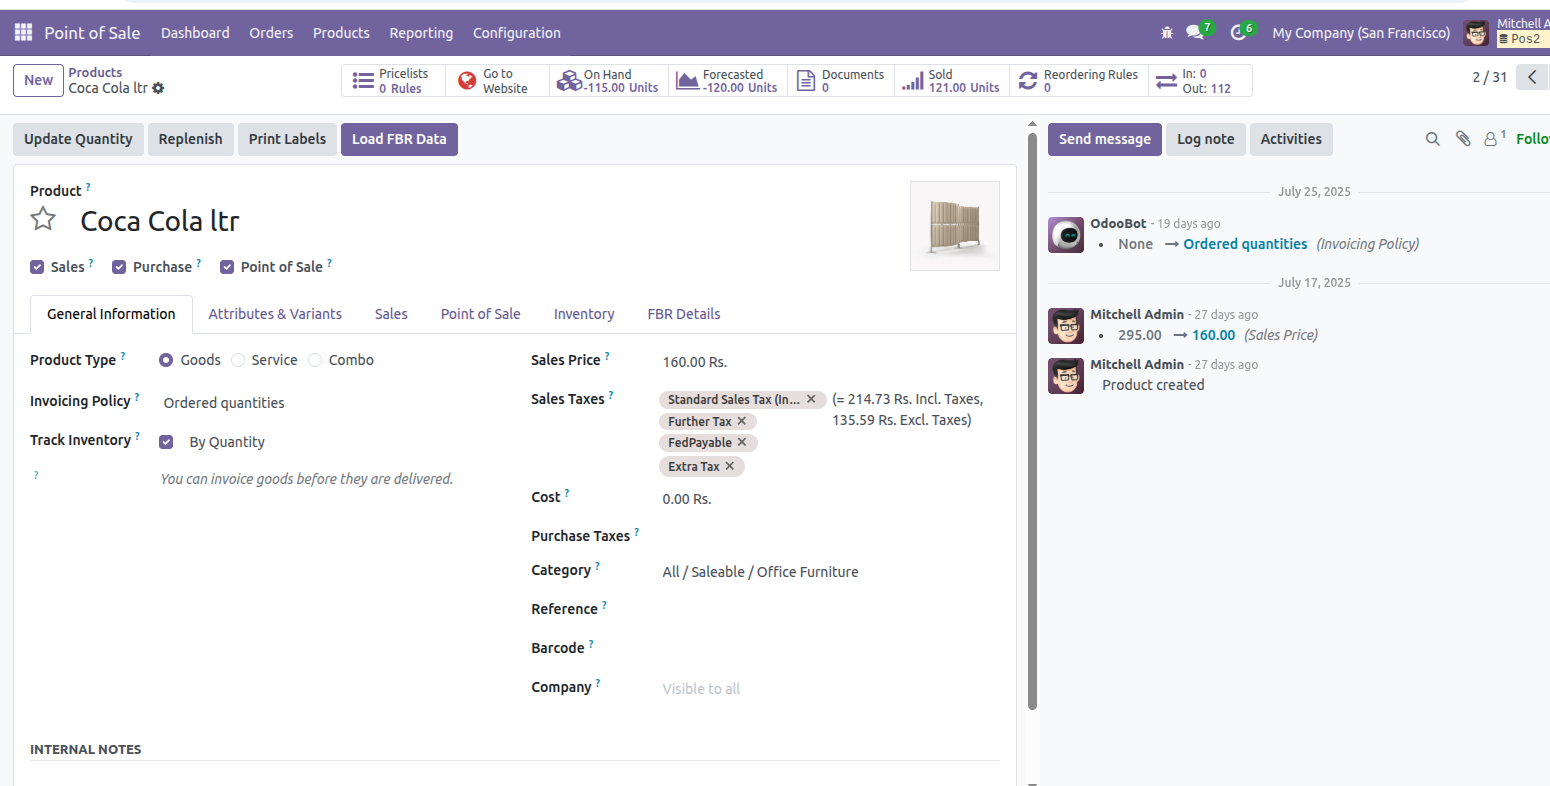 Point of Sale Dashboard Orders Products Reporting Configuration 7 6 My Company (San Francisco) Mitchell A
Pos2
New Products
Coca Cola ltr
Pricelists
0 Rules
Go to
Website
On Hand
-115.00 Units
Forecasted
-120.00 Units
Documents
0
Sold
121.00 Units
Reordering Rules
0
In: 0
Out: 112
2 / 31
Update Quantity Replenish Print Labels Load FBR Data
Product ?
Coca Cola ltr
Sales ? Purchase ? Point of Sale ?
General Information Attributes & Variants Sales Point of Sale Inventory FBR Details
Product Type ? Goods Service Combo
Invoicing Policy ? Ordered quantities
Track Inventory ? By Quantity
? You can invoice goods before they are delivered.
Sales Price ? 160.00 Rs.
Sales Taxes ? Standard Sales Tax (In... × (= 214.73 Rs. Incl. Taxes,
Further Tax × 135.59 Rs. Excl. Taxes)
FedPayable ×
Extra Tax ×
Cost ? 0.00 Rs.
Purchase Taxes ?
Category ? All / Saleable / Office Furniture
Reference ?
Barcode ?
Company ? Visible to all
INTERNAL NOTES
Send message Log note Activities 1 Follo
July 25, 2025
OdooBot - 19 days ago
• None → Ordered quantities (Invoicing Policy)
July 17, 2025
Mitchell Admin - 27 days ago
• 295.00 → 160.00 (Sales Price)
Mitchell Admin - 27 days ago
Product created